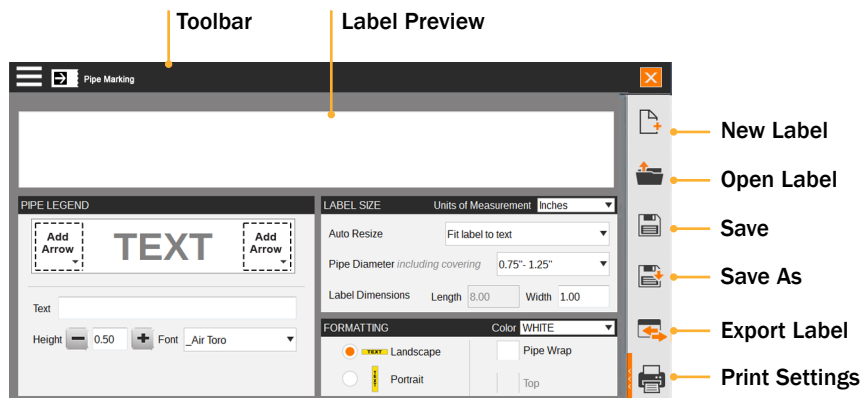 Toolbar
Label Preview
Pipe Marking
New Label
Open Label
Save
Save As
Export Label
Print Settings
PIPE LEGEND
Add Arrow
TEXT
Add Arrow
Text
Height 0.50 Font _Air Toro
LABEL SIZE Units of Measurement Inches
Auto Resize Fit label to text
Pipe Diameter including covering 0.75"- 1.25"
Label Dimensions Length 8.00 Width 1.00
FORMATTING Color WHITE
TEXT Landscape Pipe Wrap
TEXT Portrait Top